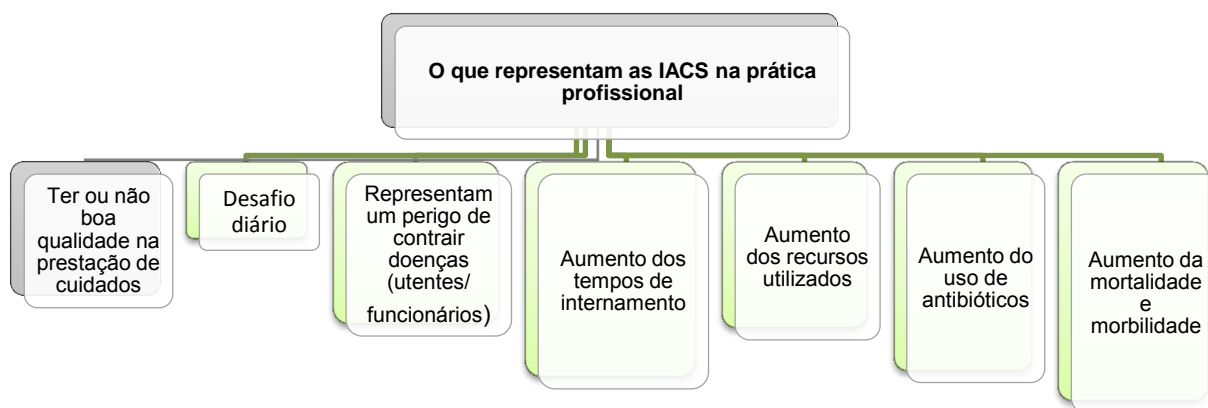 O que representam as IACS na prática
profissional
Ter ou não
boa
qualidade na
prestação de
cuidados
Desafio
diário
Representam
um perigo de
contrair
doenças
(utentes/
funcionários)
Aumento dos
tempos de
internamento
Aumento
dos recursos
utilizados
Aumento do
uso de
antibióticos
Aumento da
mortalidade
e
morbilidade